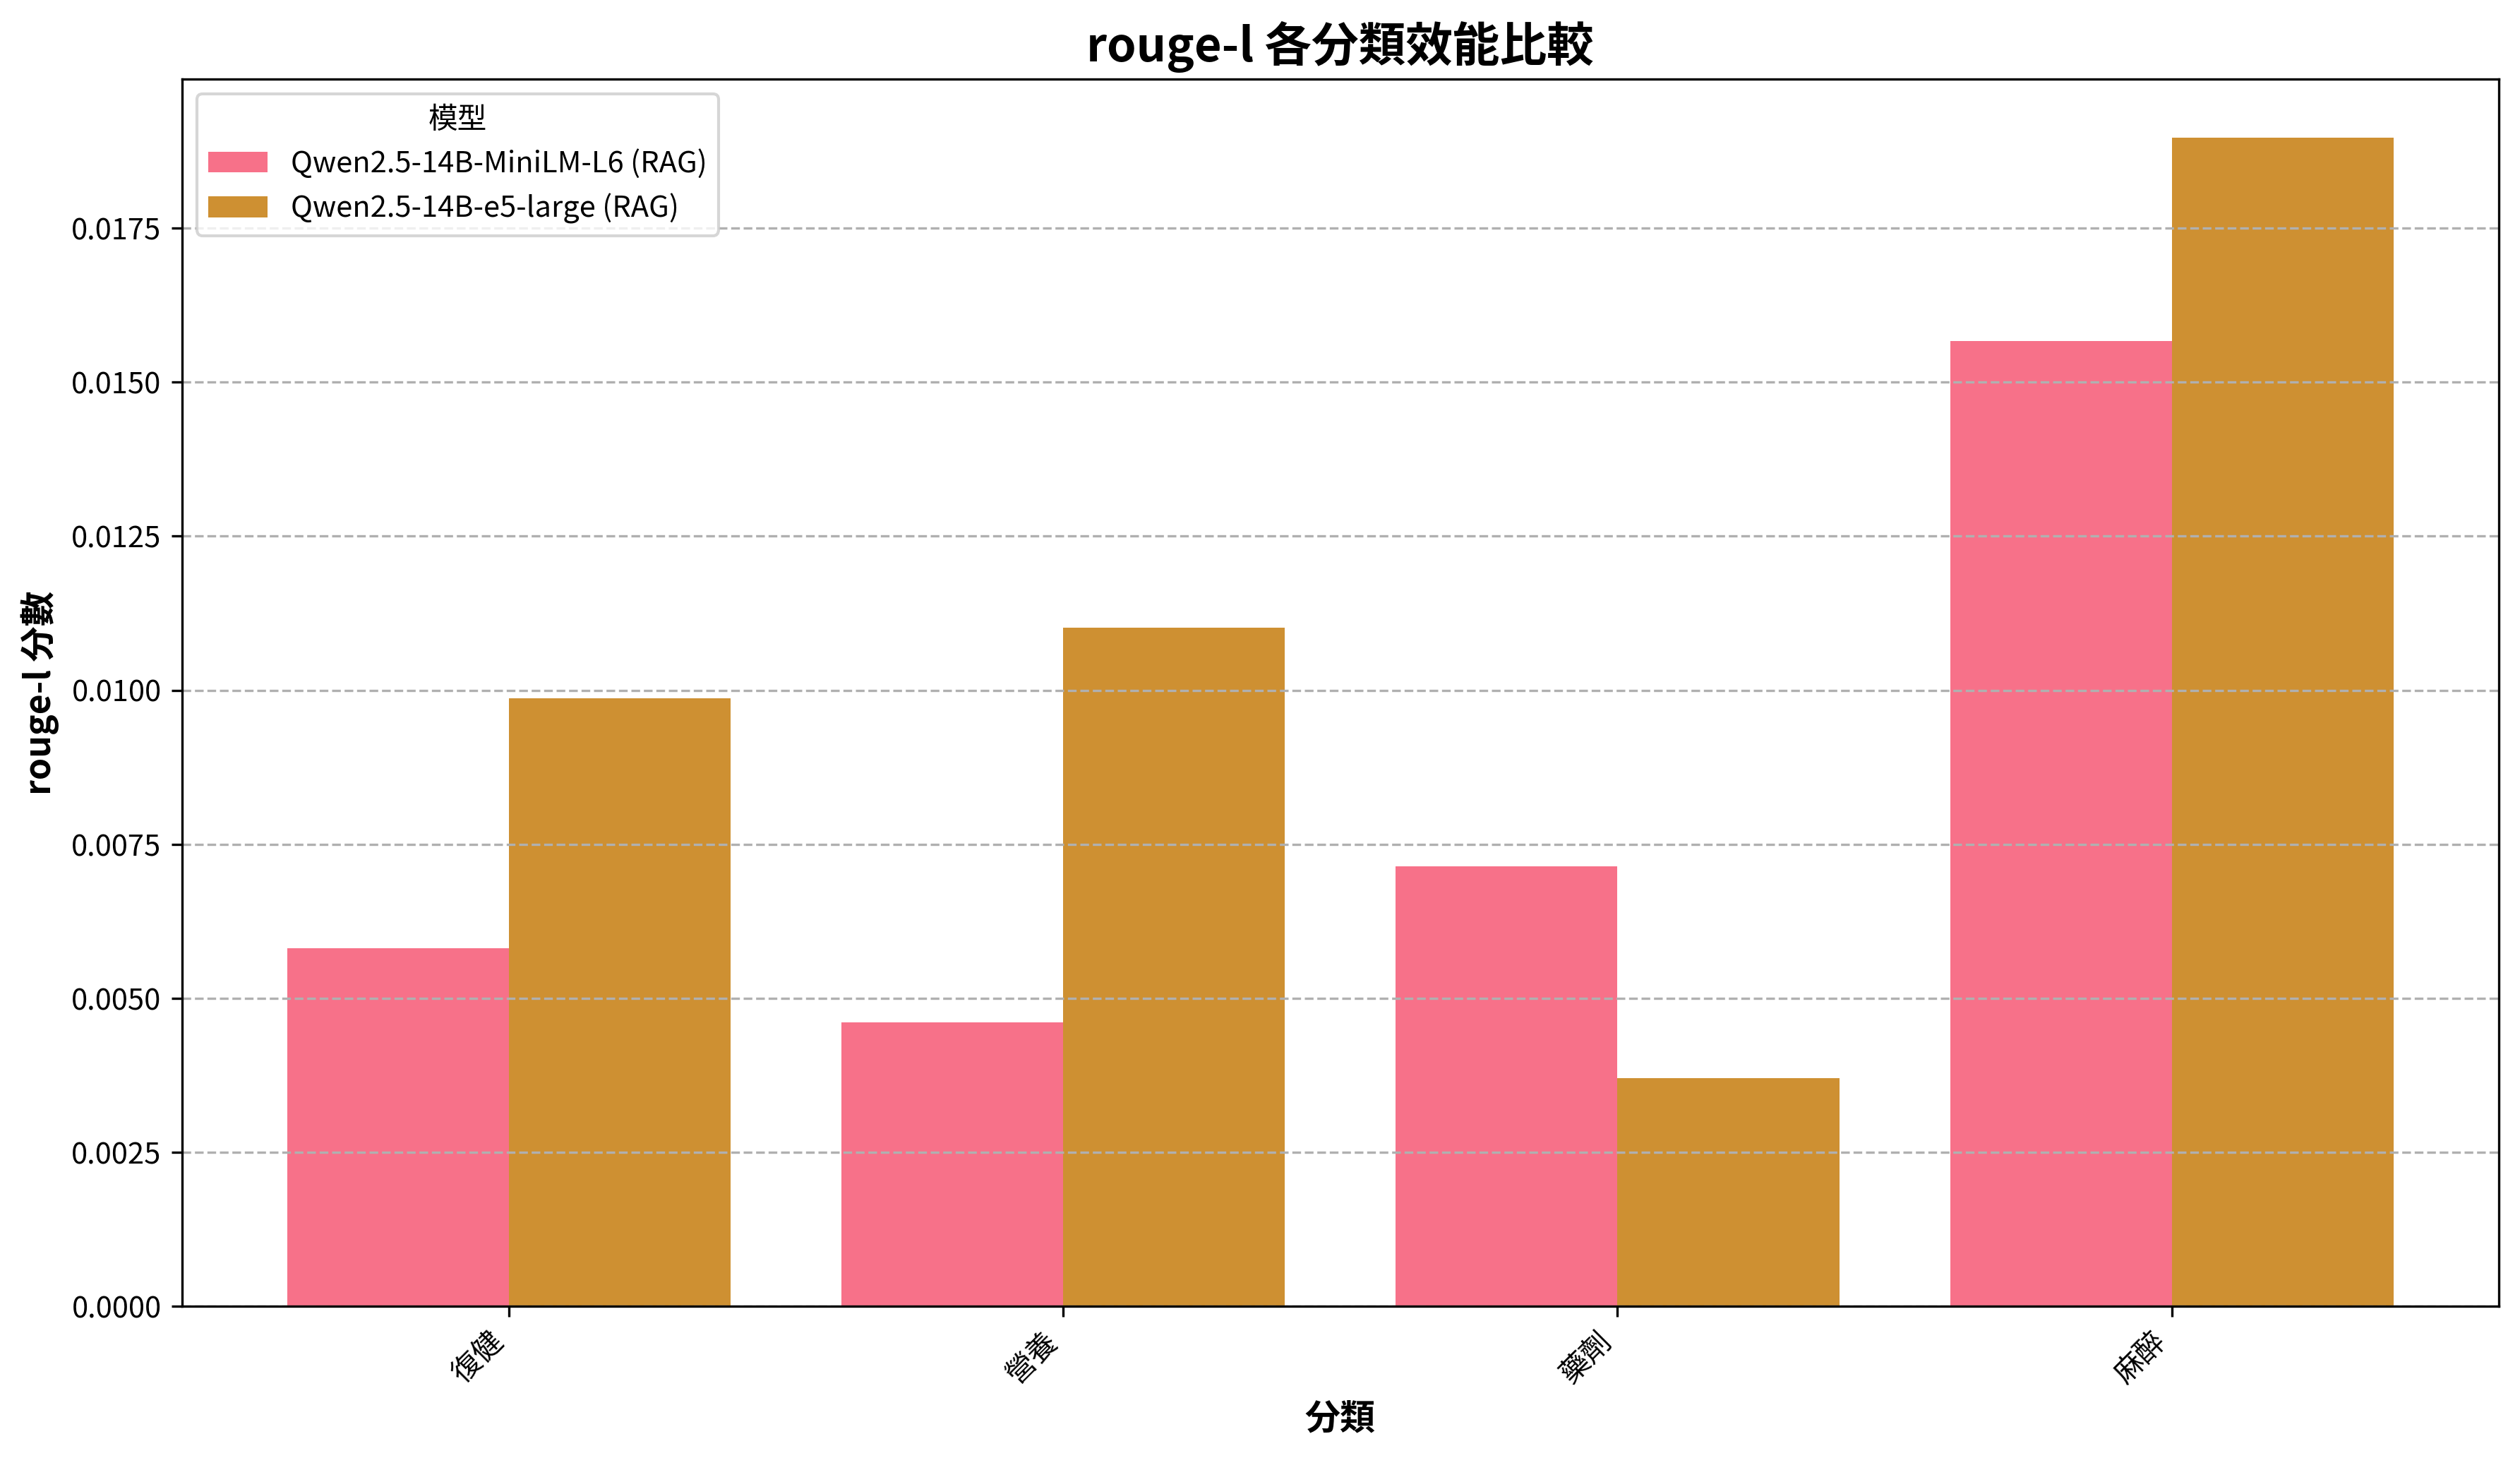 rouge-l 各分類效能比較
模型
Qwen2.5-14B-MiniLM-L6 (RAG)
Qwen2.5-14B-e5-large (RAG)
rouge-l 分數
0.0175
0.0150
0.0125
0.0100
0.0075
0.0050
0.0025
0.0000
復健
營養
藥劑
麻醉
分類